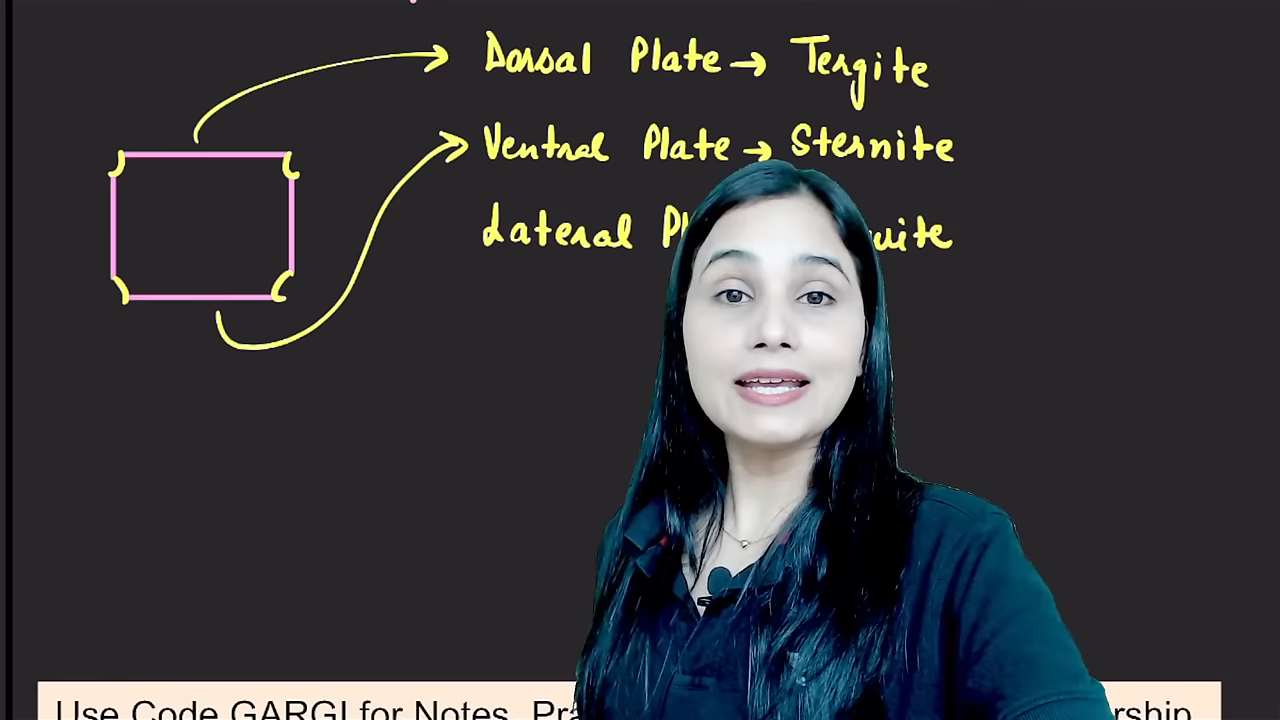 Dorsal Plate → Tergite
Ventral Plate → Sternite
Lateral
Use Code GARGI for Notes,